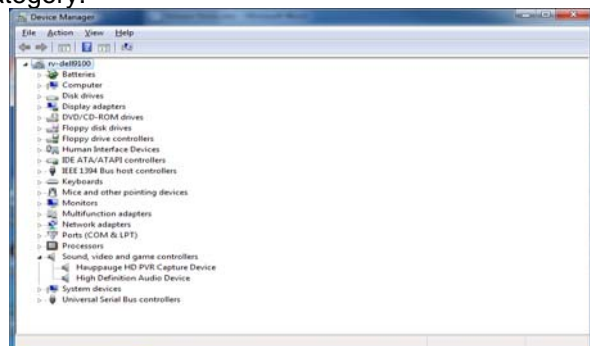 ategory.
Device Manager
File Action View Help
rv-dell9100
Batteries
Computer
Disk drives
Display adapters
DVD/CD-ROM drives
Floppy disk drives
Floppy drive controllers
Human Interface Devices
IDE ATA/ATAPI controllers
IEEE 1394 Bus host controllers
Keyboards
Mice and other pointing devices
Monitors
Multifunction adapters
Network adapters
Ports (COM & LPT)
Processors
Sound, video and game controllers
Hauppauge HD PVR Capture Device
High Definition Audio Device
System devices
Universal Serial Bus controllers